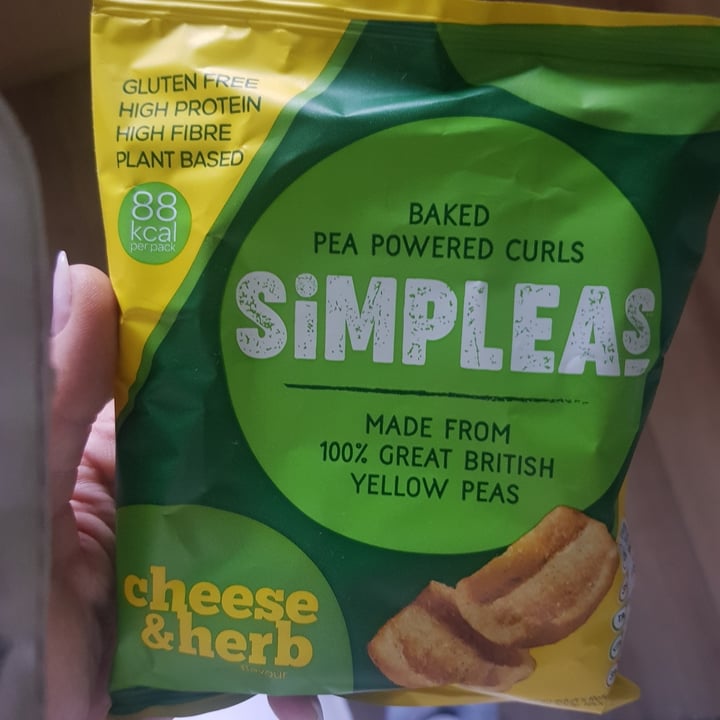 GLUTEN FREE
HIGH PROTEIN
HIGH FIBRE
PLANT BASED
88
kcal
per pack
BAKED
PEA POWERED CURLS
SiMPLEAS
MADE FROM
100% GREAT BRITISH
YELLOW PEAS
cheese
&herb
flavour